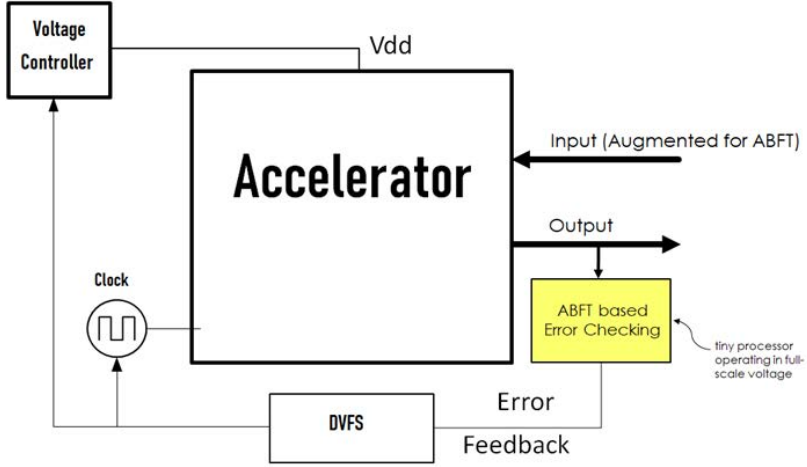 Voltage
Controller
Vdd
Accelerator
Input (Augmented for ABFT)
Output
Clock
ABFT based
Error Checking
tiny processor
operating in full-
scale voltage
DVFS
Error
Feedback